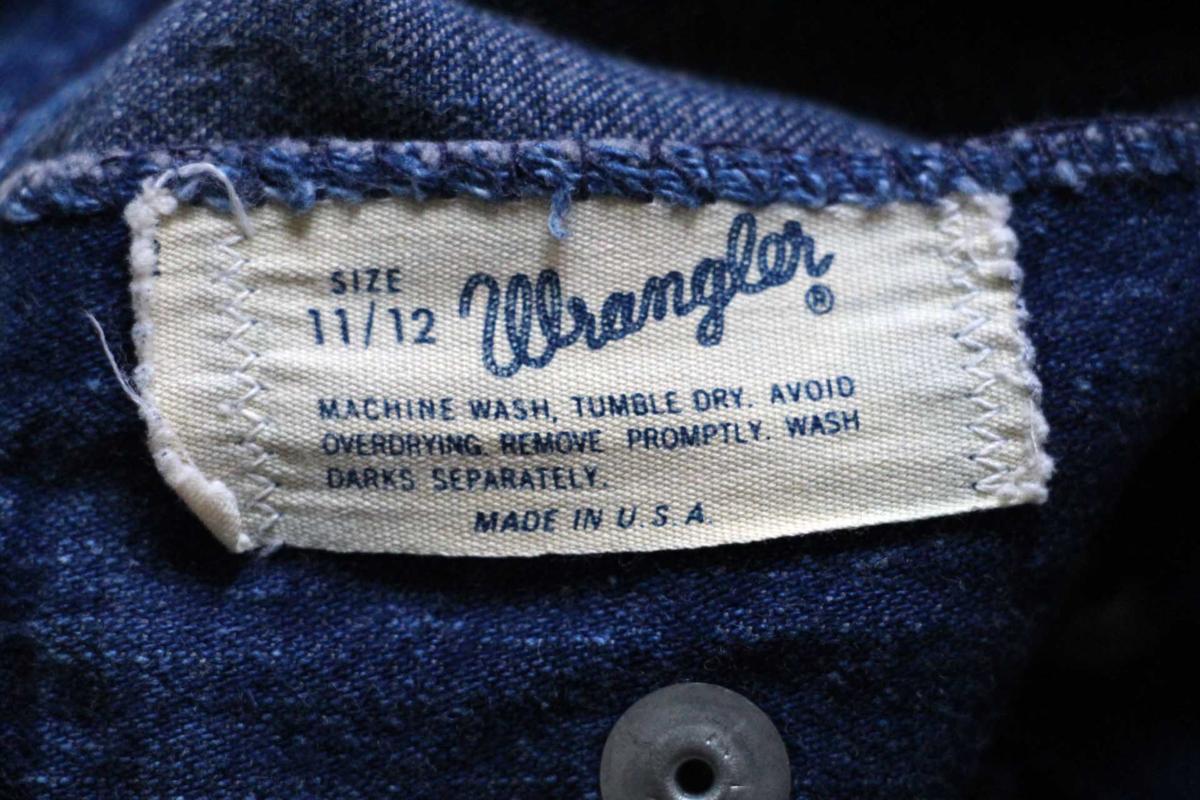 SIZE
11/12
Wrangler®
MACHINE WASH, TUMBLE DRY. AVOID
OVERDRYING. REMOVE PROMPTLY. WASH
DARKS SEPARATELY.
MADE IN U.S.A.